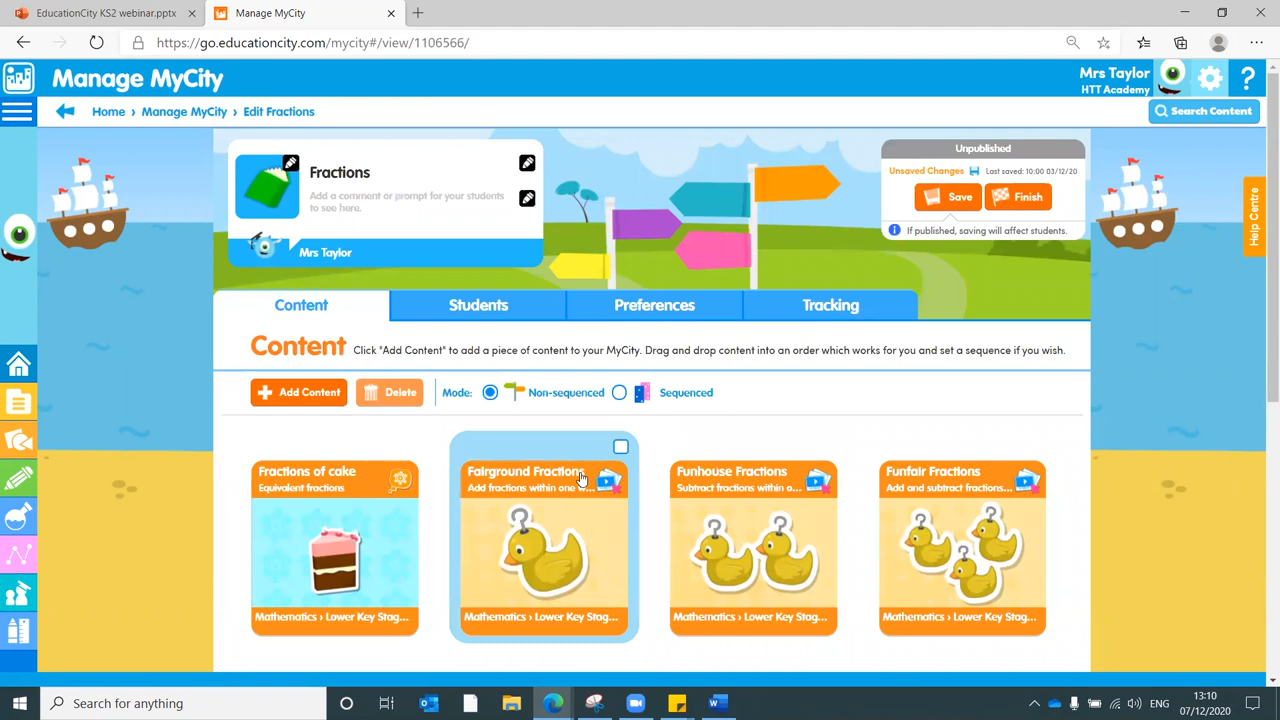 EducationCity KS2 webinar.pptx
Manage MyCity
https://go.educationcity.com/mycity#/view/1106566/
Manage MyCity
Mrs Taylor
HTT Academy
?
Home › Manage MyCity › Edit Fractions
Search Content
Fractions
Add a comment or prompt for your students
to see here.
Mrs Taylor
Unpublished
Unsaved Changes
Last saved: 10:00 03/12/20
Save
Finish
If published, saving will affect students.
Help Centre
Content
Students
Preferences
Tracking
Content
Click "Add Content" to add a piece of content to your MyCity. Drag and drop content into an order which works for you and set a sequence if you wish.
Add Content
Delete
Mode:
Non-sequenced
Sequenced
Fractions of cake
Equivalent fractions
Mathematics › Lower Key Stag...
Fairground Fractions
Add fractions within one w...
Mathematics › Lower Key Stag...
Funhouse Fractions
Subtract fractions within o...
Mathematics › Lower Key Stag...
Funfair Fractions
Add and subtract fractions...
Mathematics › Lower Key Stag...
Search for anything
ENG
13:10
07/12/2020